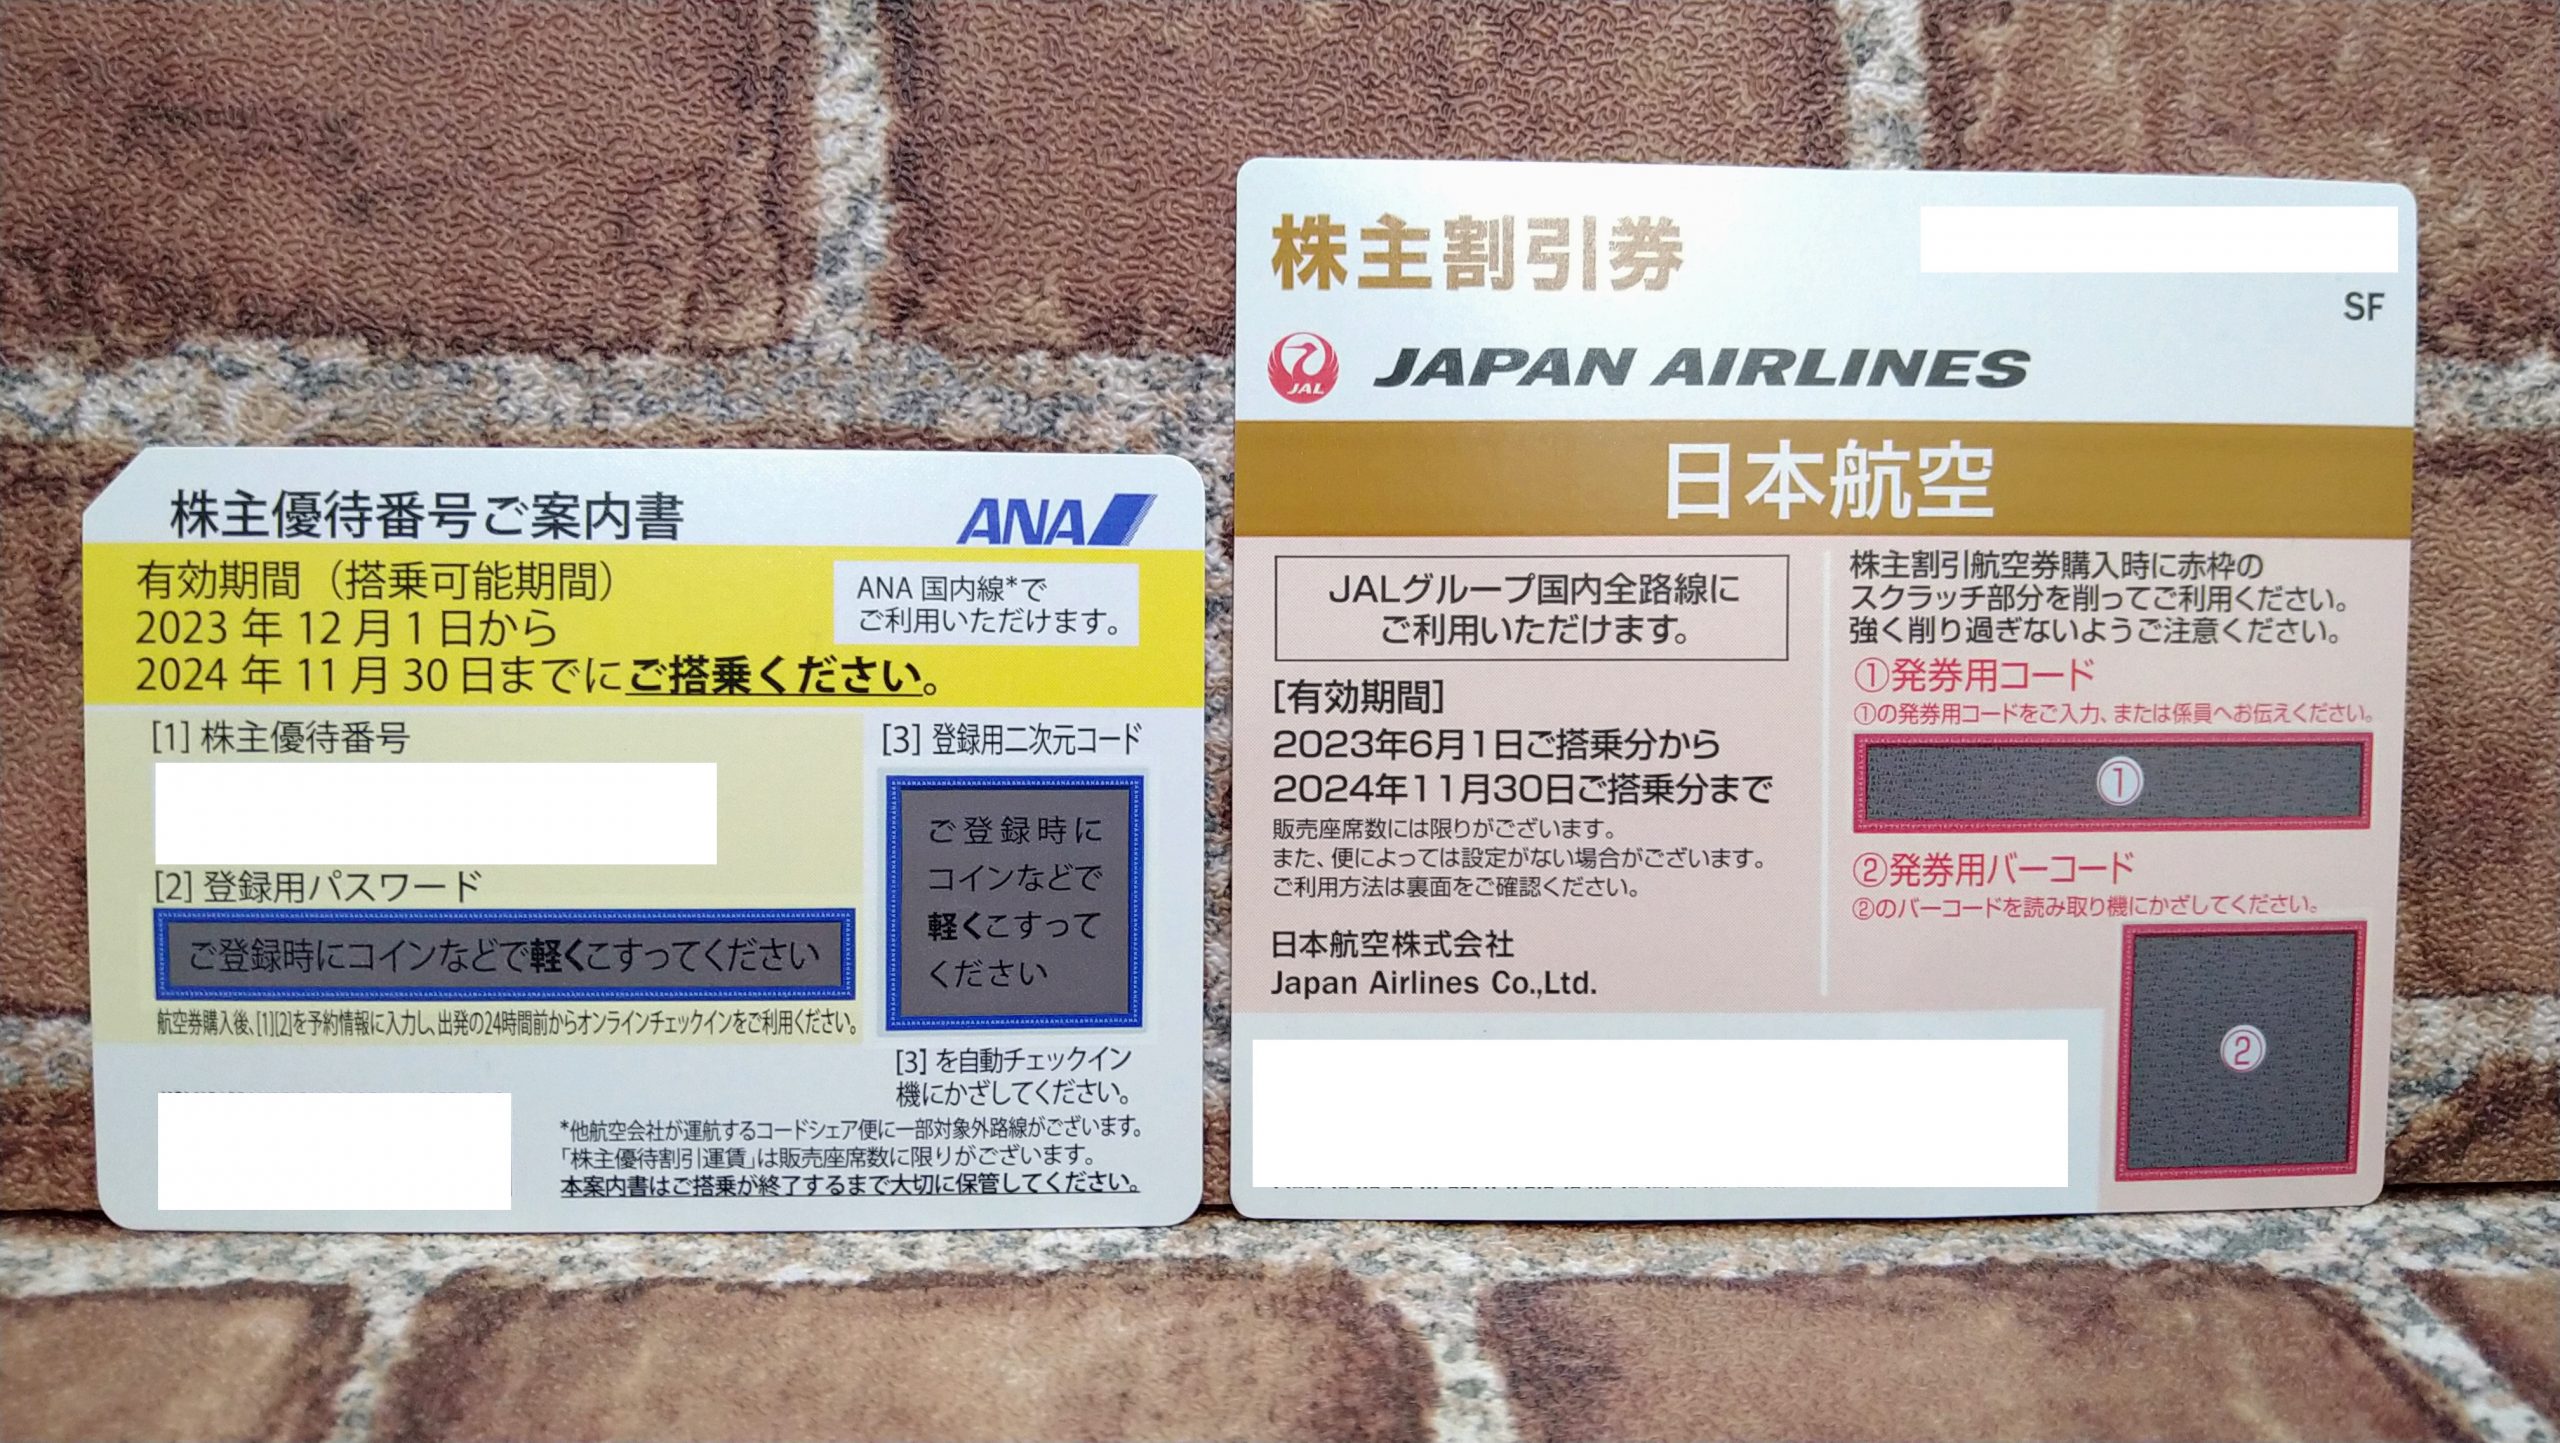 株主優待番号ご案内書
ANA
有効期間（搭乗可能期間）
2023 年 12 月 1 日から
2024 年 11 月 30 日までにご搭乗ください。
ANA 国内線*で
ご利用いただけます。
[1] 株主優待番号
[2] 登録用パスワード
ご登録時にコインなどで軽くこすってください
航空券購入後、[1][2]を予約情報に入力し、出発の24時間前からオンラインチェックインをご利用ください。
[3] 登録用二次元コード
ご登録時に
コインなどで
軽くこすって
ください
[3] を自動チェックイン
機にかざしてください。
*他航空会社が運航するコードシェア便に一部対象外路線がございます。
「株主優待割引運賃」は販売座席数に限りがございます。
本案内書はご搭乗が終了するまで大切に保管してください。
株主割引券
SF
JAL
JAPAN AIRLINES
日本航空
JALグループ国内全路線に
ご利用いただけます。
[有効期間]
2023年6月1日ご搭乗分から
2024年11月30日ご搭乗分まで
販売座席数には限りがございます。
また、便によっては設定がない場合がございます。
ご利用方法は裏面をご確認ください。
日本航空株式会社
Japan Airlines Co.,Ltd.
株主割引航空券購入時に赤枠の
スクラッチ部分を削ってご利用ください。
強く削り過ぎないようご注意ください。
①発券用コード
①の発券用コードをご入力、または係員へお伝えください。
①
②発券用バーコード
②のバーコードを読み取り機にかざしてください。
②